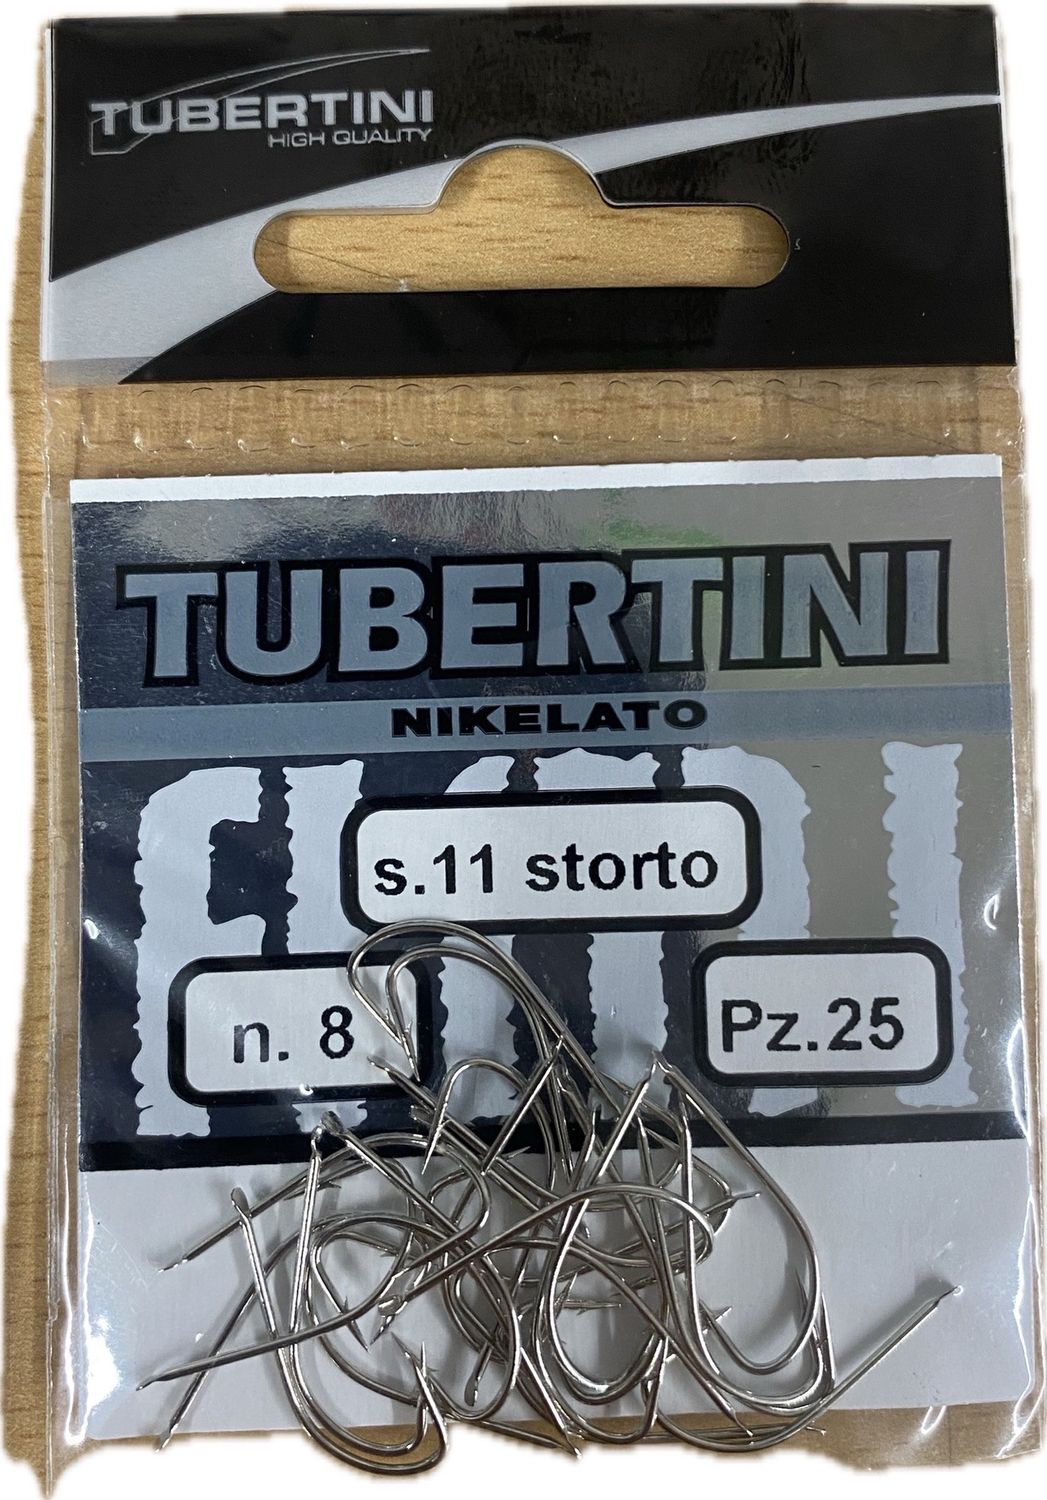 TUBERTINI
HIGH QUALITY
TUBERTINI
NIKELATO
s.11 storto
n. 8
Pz.25